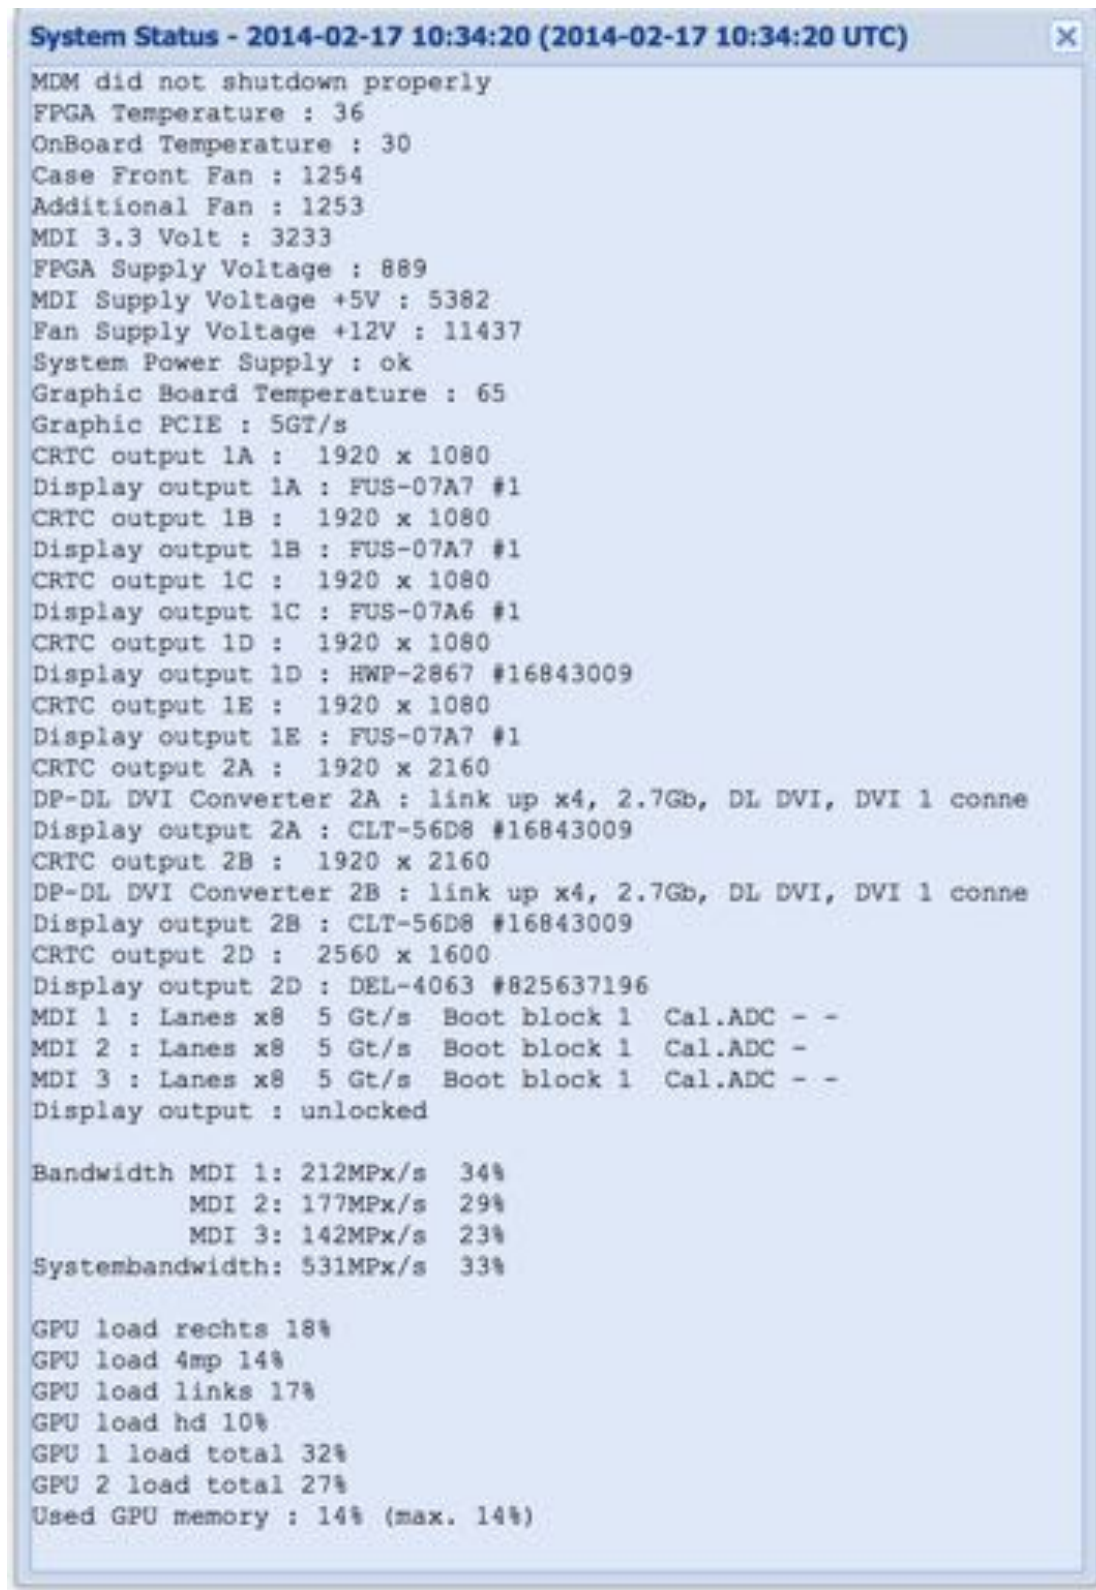 System Status - 2014-02-17 10:34:20 (2014-02-17 10:34:20 UTC)
MDM did not shutdown properly
FPGA Temperature : 36
OnBoard Temperature : 30
Case Front Fan : 1254
Additional Fan : 1253
MDI 3.3 Volt : 3233
FPGA Supply Voltage : 889
MDI Supply Voltage +5V : 5382
Fan Supply Voltage +12V : 11437
System Power Supply : ok
Graphic Board Temperature : 65
Graphic PCIE : 5GT/s
CRTC output 1A :  1920 x 1080
Display output 1A : FUS-07A7 #1
CRTC output 1B :  1920 x 1080
Display output 1B : FUS-07A7 #1
CRTC output 1C :  1920 x 1080
Display output 1C : FUS-07A6 #1
CRTC output 1D :  1920 x 1080
Display output 1D : HWP-2867 #16843009
CRTC output 1E :  1920 x 1080
Display output 1E : FUS-07A7 #1
CRTC output 2A :  1920 x 2160
DP-DL DVI Converter 2A : link up x4, 2.7Gb, DL DVI, DVI 1 conne
Display output 2A : CLT-56D8 #16843009
CRTC output 2B :  1920 x 2160
DP-DL DVI Converter 2B : link up x4, 2.7Gb, DL DVI, DVI 1 conne
Display output 2B : CLT-56D8 #16843009
CRTC output 2D :  2560 x 1600
Display output 2D : DEL-4063 #825637196
MDI 1 : Lanes x8  5 Gt/s  Boot block 1  Cal.ADC - -
MDI 2 : Lanes x8  5 Gt/s  Boot block 1  Cal.ADC -
MDI 3 : Lanes x8  5 Gt/s  Boot block 1  Cal.ADC - -
Display output : unlocked
Bandwidth MDI 1: 212MPx/s  34%
MDI 2: 177MPx/s  29%
MDI 3: 142MPx/s  23%
Systembandwidth: 531MPx/s  33%
GPU load rechts 18%
GPU load 4mp 14%
GPU load links 17%
GPU load hd 10%
GPU 1 load total 32%
GPU 2 load total 27%
Used GPU memory : 14% (max. 14%)